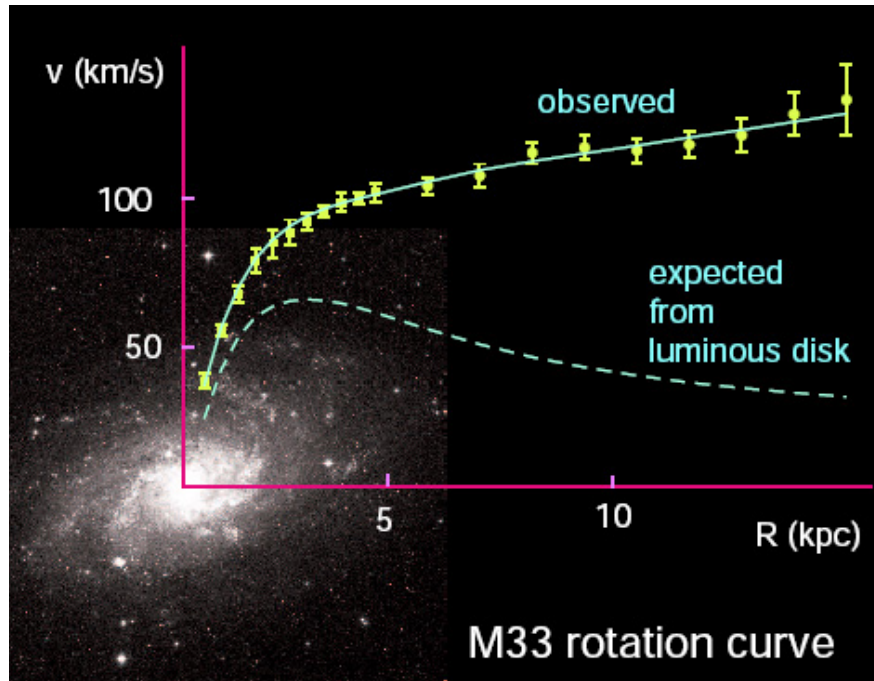 v (km/s)
observed
100
expected
from
luminous disk
50
5
10
R (kpc)
M33 rotation curve